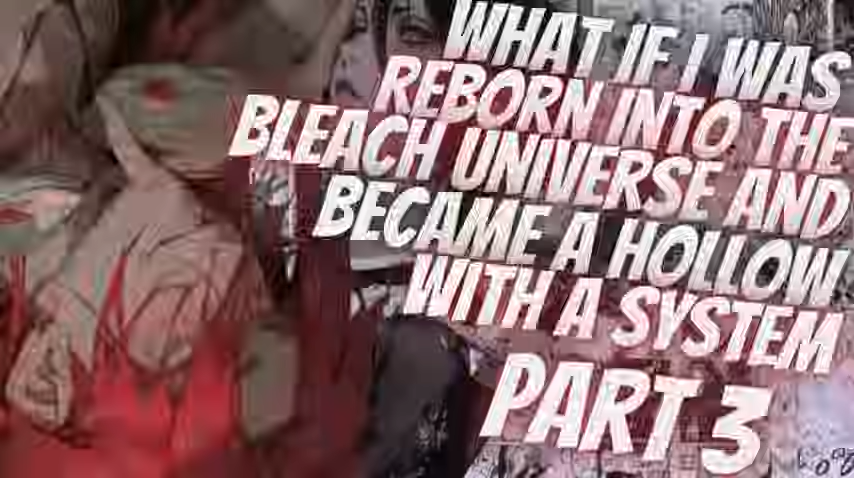 WHAT IF I WAS
REBORN INTO THE
BLEACH UNIVERSE AND
BECAME A HOLLOW
WITH A SYSTEM
PART 3